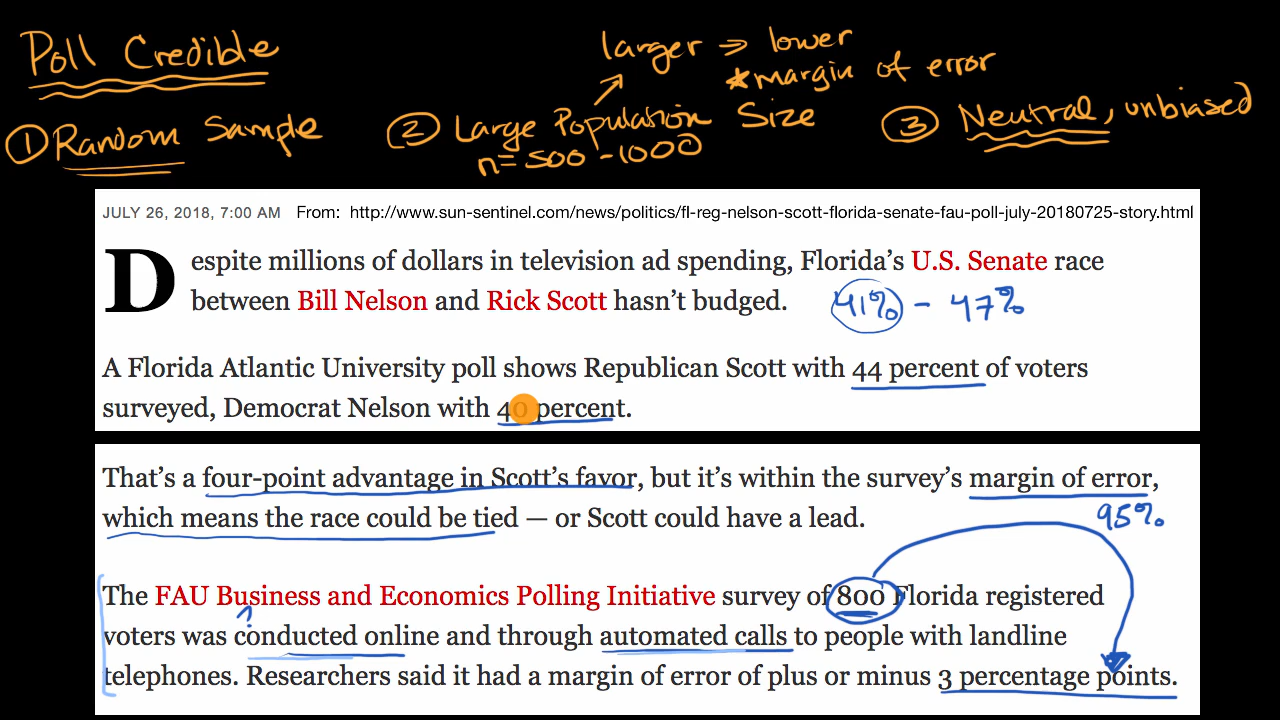 Poll Credible
larger => lower
*margin of error
① Random Sample
② Large Population Size
n= 500 - 1000
③ Neutral, unbiased
JULY 26, 2018, 7:00 AM From: http://www.sun-sentinel.com/news/politics/fl-reg-nelson-scott-florida-senate-fau-poll-july-20180725-story.html
Despite millions of dollars in television ad spending, Florida’s U.S. Senate race
between Bill Nelson and Rick Scott hasn’t budged.
41% - 47%
A Florida Atlantic University poll shows Republican Scott with 44 percent of voters
surveyed, Democrat Nelson with 40 percent.
That’s a four-point advantage in Scott’s favor, but it’s within the survey’s margin of error,
which means the race could be tied — or Scott could have a lead.
95%
The FAU Business and Economics Polling Initiative survey of 800 Florida registered
?
voters was conducted online and through automated calls to people with landline
telephones. Researchers said it had a margin of error of plus or minus 3 percentage points.